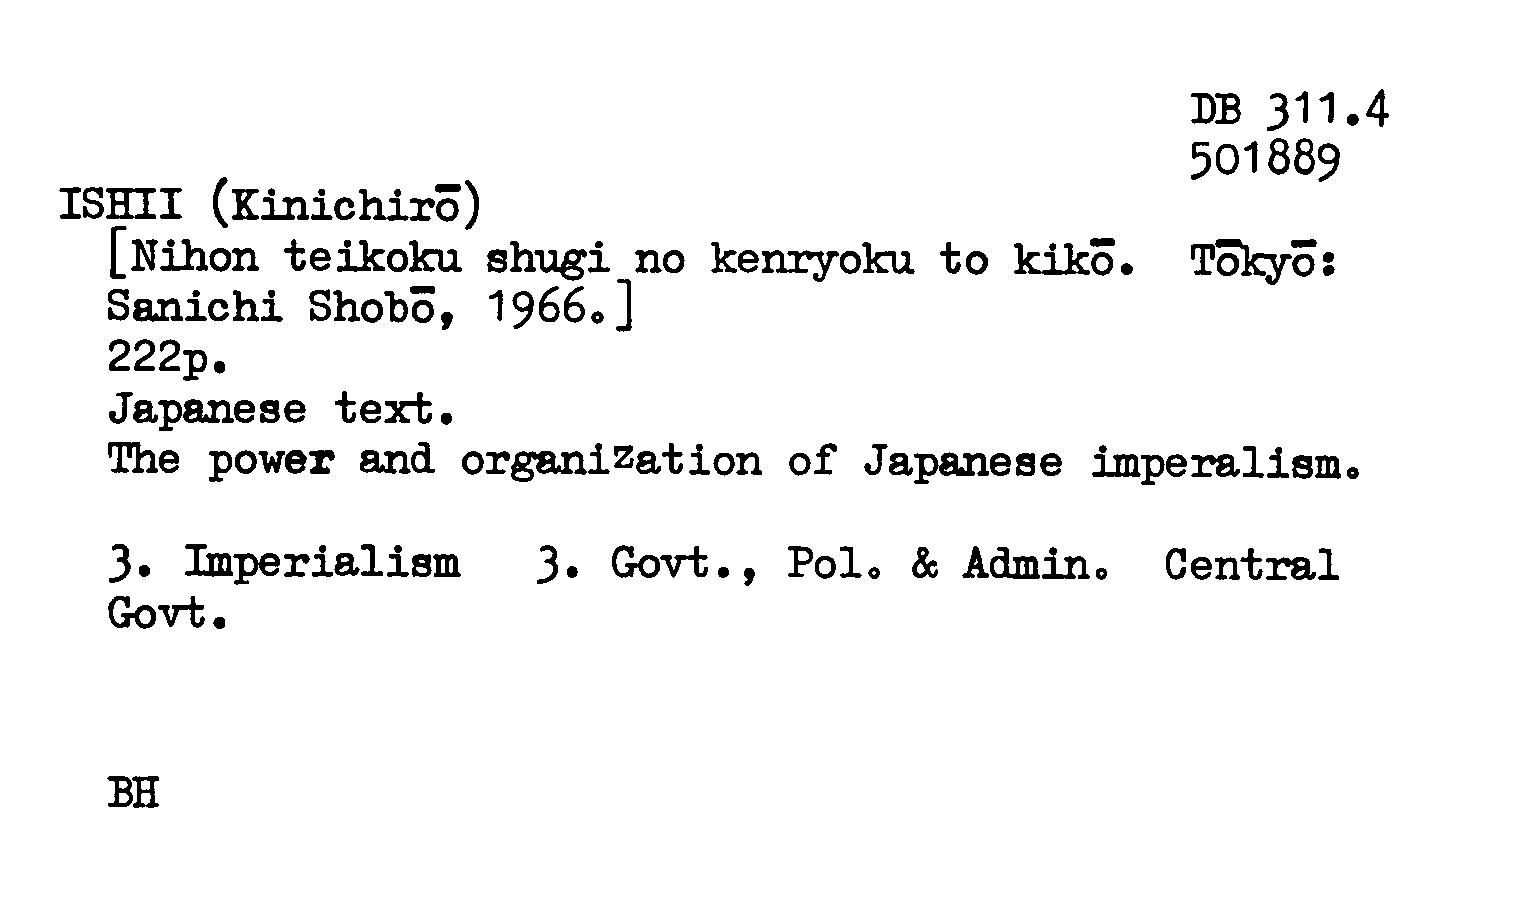 DB 311.4
501889
ISHII (Kinichirō)
[Nihon teikoku shugi no kenryoku to kikō. Tōkyō:
Sanichi Shobō, 1966.]
222p.
Japanese text.
The power and organization of Japanese imperalism.
3. Imperialism 3. Govt., Pol. & Admin. Central
Govt.
BH